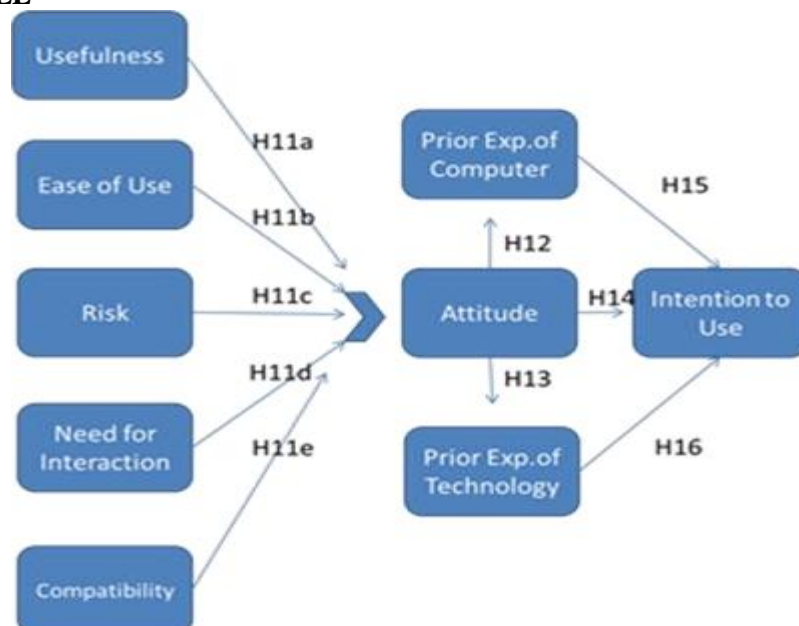 Usefulness
H11a
Ease of Use
H11b
Risk
H11c
Need for
Interaction
H11d
Compatibility
H11e
Prior Exp.of
Computer
H12
Attitude
H13
Prior Exp.of
Technology
H14
H15
Intention to
Use
H16